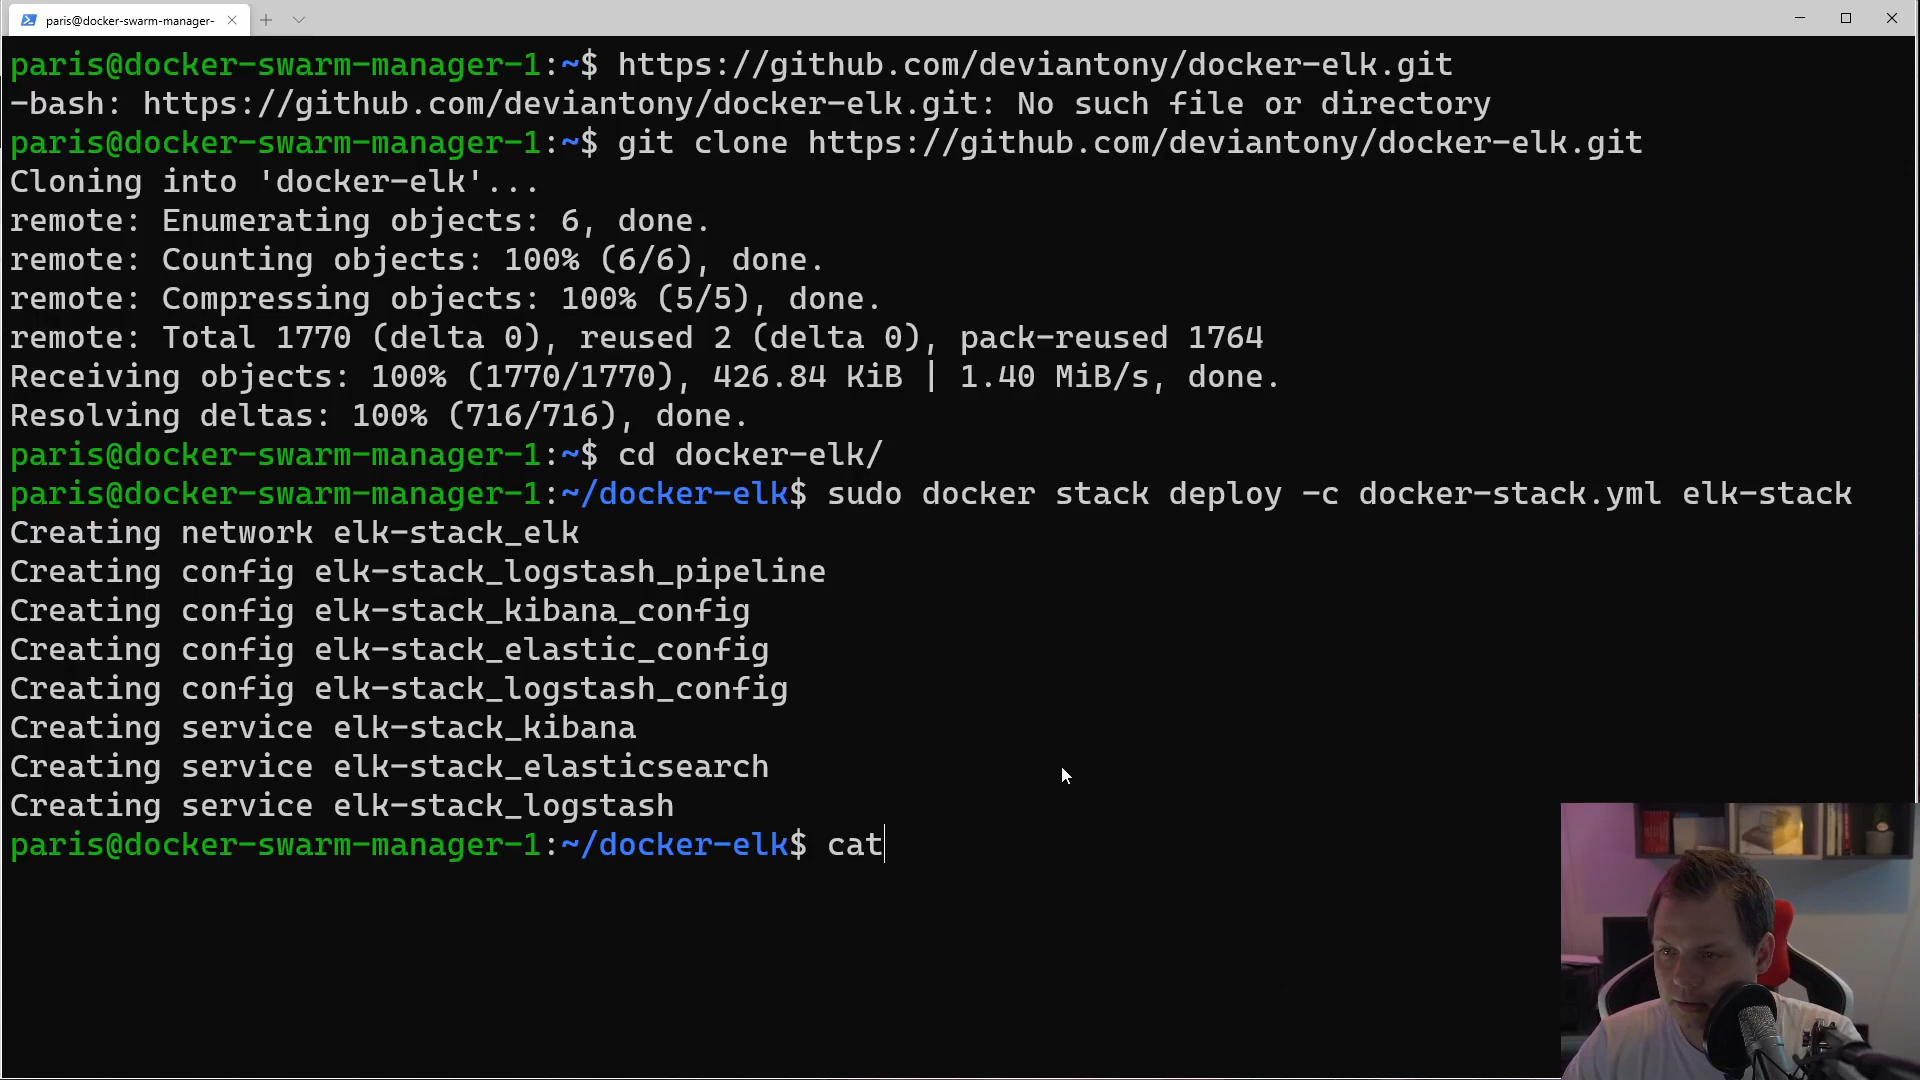 paris@docker-swarm-manager-
paris@docker-swarm-manager-1:~$ https://github.com/deviantony/docker-elk.git
-bash: https://github.com/deviantony/docker-elk.git: No such file or directory
paris@docker-swarm-manager-1:~$ git clone https://github.com/deviantony/docker-elk.git
Cloning into 'docker-elk'...
remote: Enumerating objects: 6, done.
remote: Counting objects: 100% (6/6), done.
remote: Compressing objects: 100% (5/5), done.
remote: Total 1770 (delta 0), reused 2 (delta 0), pack-reused 1764
Receiving objects: 100% (1770/1770), 426.84 KiB | 1.40 MiB/s, done.
Resolving deltas: 100% (716/716), done.
paris@docker-swarm-manager-1:~$ cd docker-elk/
paris@docker-swarm-manager-1:~/docker-elk$ sudo docker stack deploy -c docker-stack.yml elk-stack
Creating network elk-stack_elk
Creating config elk-stack_logstash_pipeline
Creating config elk-stack_kibana_config
Creating config elk-stack_elastic_config
Creating config elk-stack_logstash_config
Creating service elk-stack_kibana
Creating service elk-stack_elasticsearch
Creating service elk-stack_logstash
paris@docker-swarm-manager-1:~/docker-elk$ cat